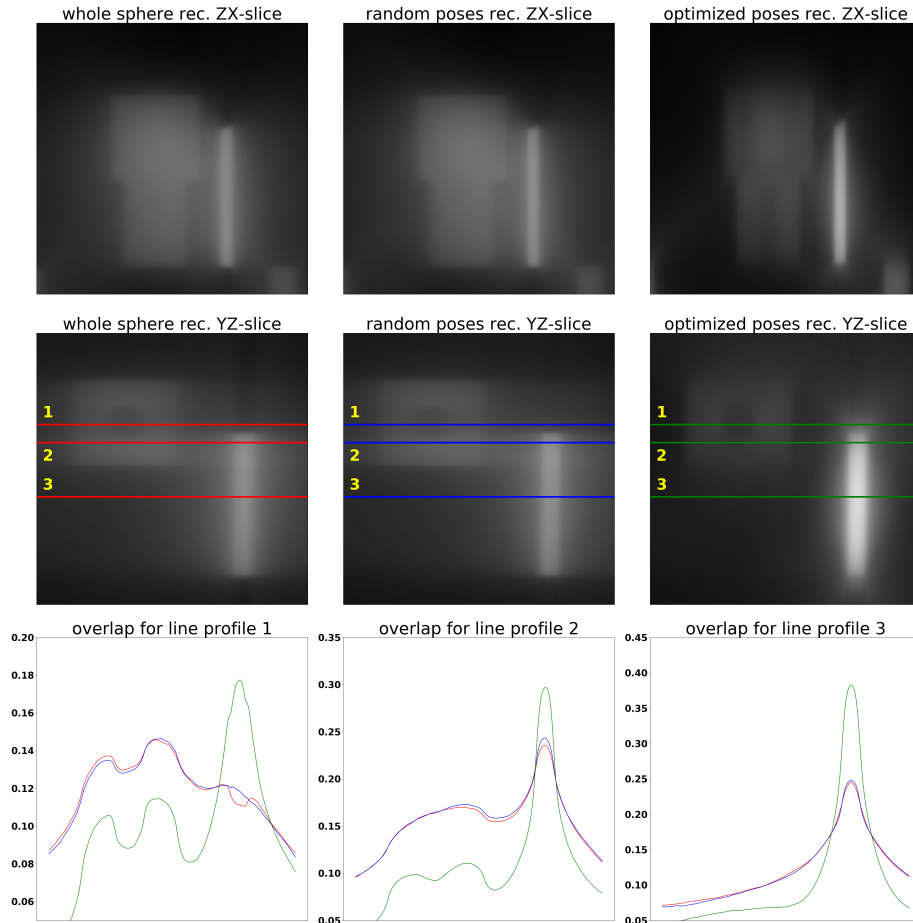 whole sphere rec. ZX-slice random poses rec. ZX-slice optimized poses rec. ZX-slice
whole sphere rec. YZ-slice random poses rec. YZ-slice optimized poses rec. YZ-slice
1 1 1
2 2 2
3 3 3
overlap for line profile 1 overlap for line profile 2 overlap for line profile 3
0.20 0.35 0.45
0.18 0.30 0.40
0.16 0.25 0.35
0.14 0.20 0.30
0.12 0.15 0.25
0.10 0.10 0.20
0.08 0.05 0.15
0.06 0.10
0.05